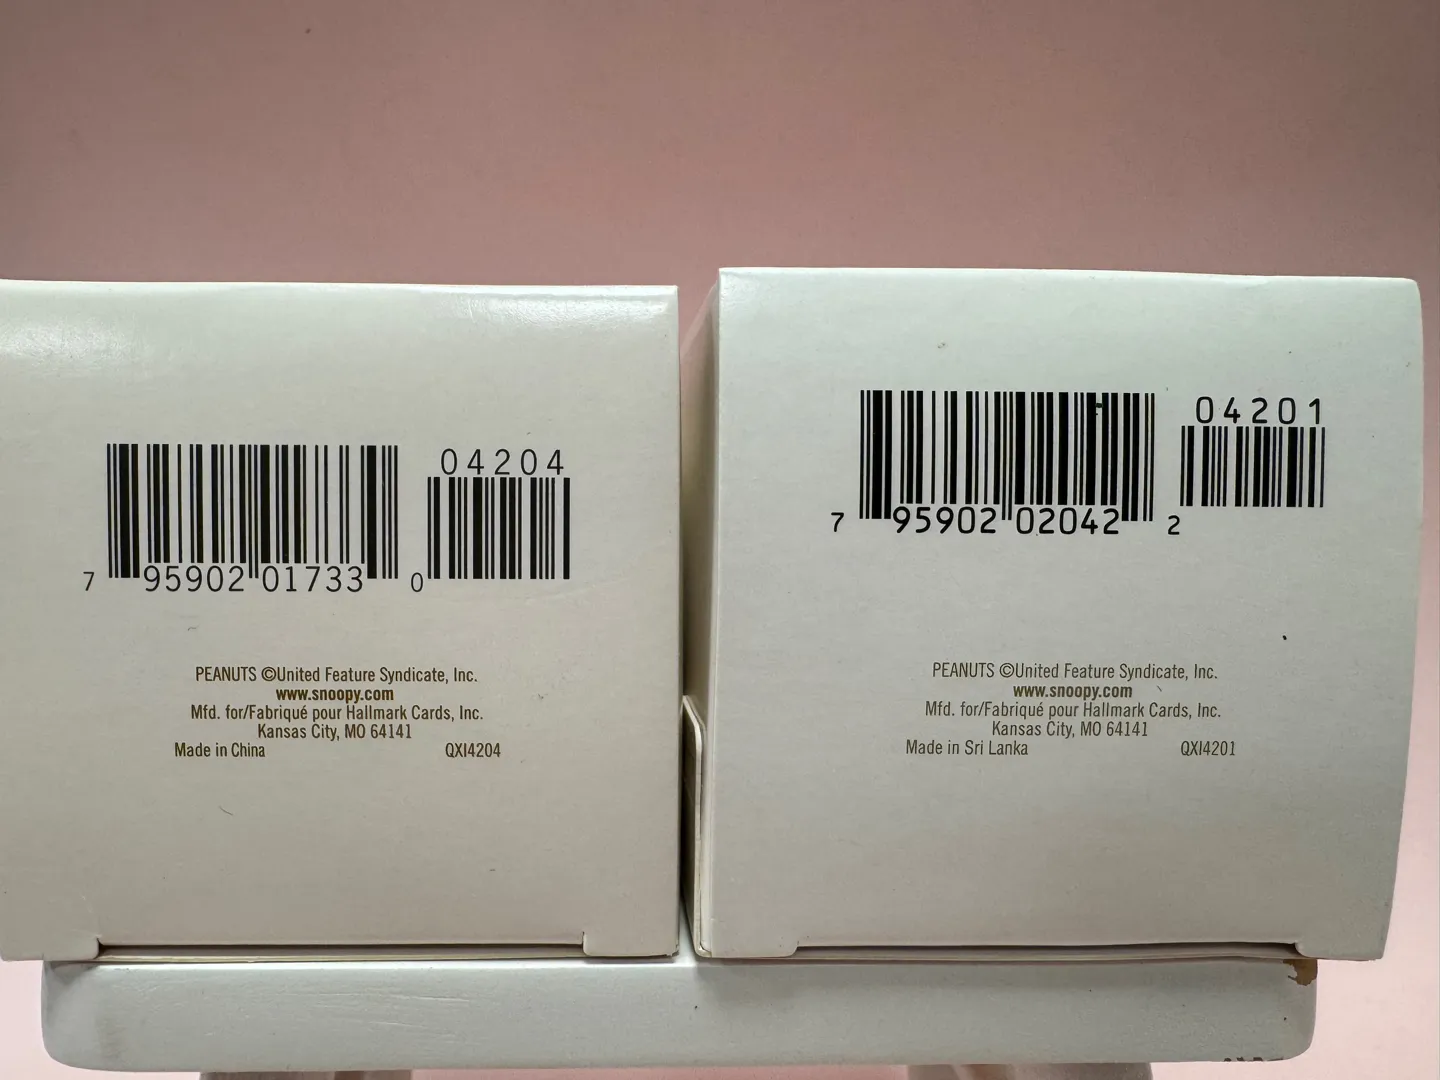 04204
7 95902 01733 0
PEANUTS ©United Feature Syndicate, Inc.
www.snoopy.com
Mfd. for/Fabriqué pour Hallmark Cards, Inc.
Kansas City, MO 64141
Made in China QXI4204
04201
7 95902 02042 2
PEANUTS ©United Feature Syndicate, Inc.
www.snoopy.com
Mfd. for/Fabriqué pour Hallmark Cards, Inc.
Kansas City, MO 64141
Made in Sri Lanka QXI4201